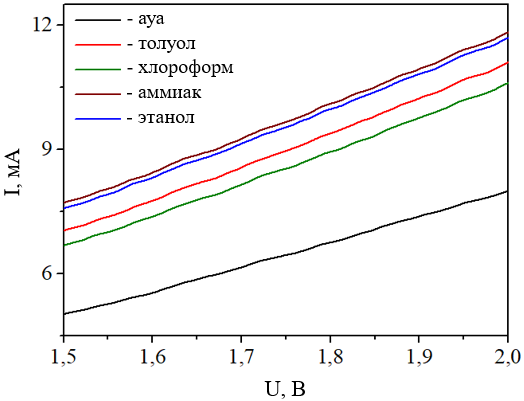 12
9
6
I, мА
- ауа
- толуол
- хлороформ
- аммиак
- этанол
1,5 1,6 1,7 1,8 1,9 2,0
U, В